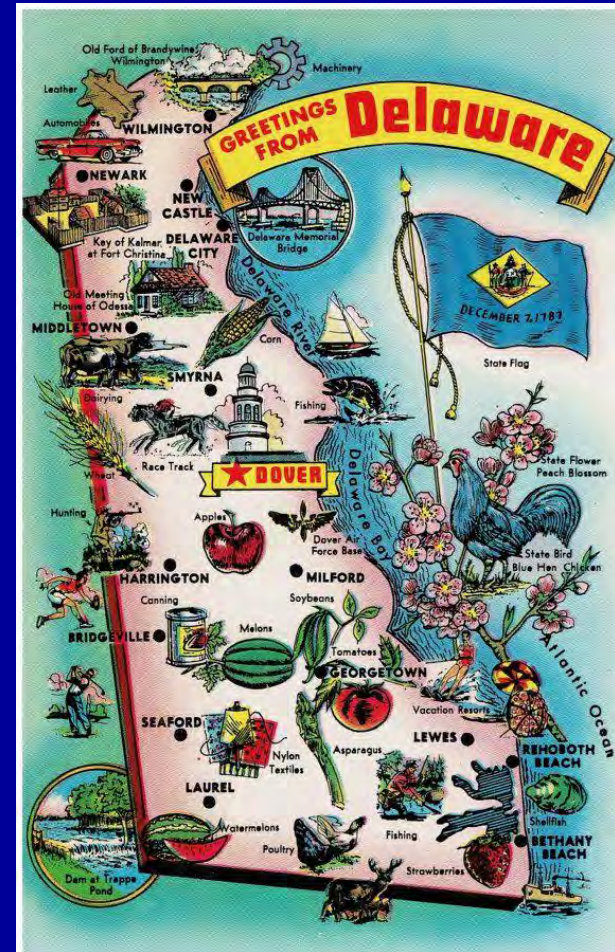 Old Ford of Brandywine
Wilmington
Machinery
Leather
GREETINGS
FROM
Delaware
Automobiles
WILMINGTON
NEWARK
NEW
CASTLE
Key of Kalmar
at Fort Christina
DELAWARE
CITY
Delaware Memorial
Bridge
Delaware River
DECEMBER 7, 1787
State Flag
Old Meeting
House of Odessa
MIDDLETOWN
Corn
SMYRNA
Dairying
Fishing
Race Track
Wheat
DOVER
Delaware Bay
State Flower
Peach Blossom
Hunting
Apples
Dover Air
Force Base
State Bird
Blue Hen Chicken
HARRINGTON
MILFORD
Canning
Soybeans
BRIDGEVILLE
Melons
Tomatoes
GEORGETOWN
Atlantic Ocean
Vacation Resorts
SEAFORD
Nylon
Textiles
Asparagus
LEWES
REHOBOTH
BEACH
LAUREL
Shellfish
Watermelons
Poultry
Fishing
BETHANY
BEACH
Strawberries
Dam at Trappe
Pond